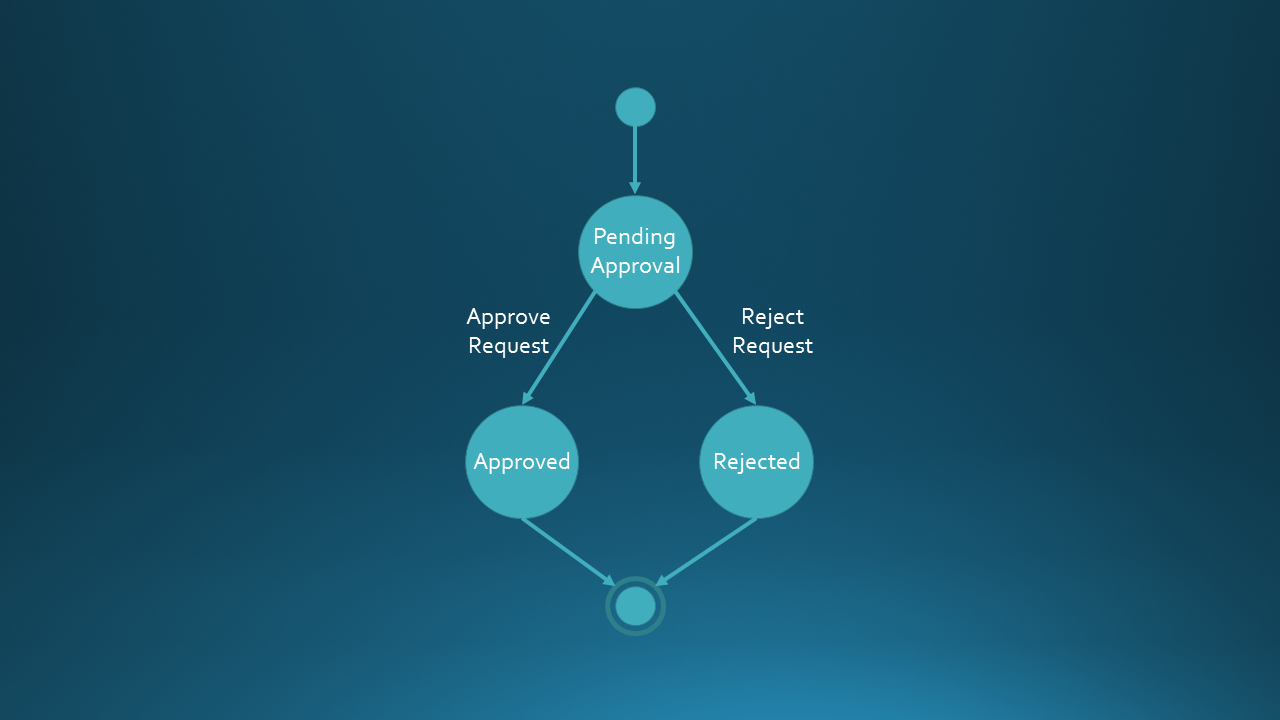 Pending
Approval
Approve
Request
Reject
Request
Approved
Rejected